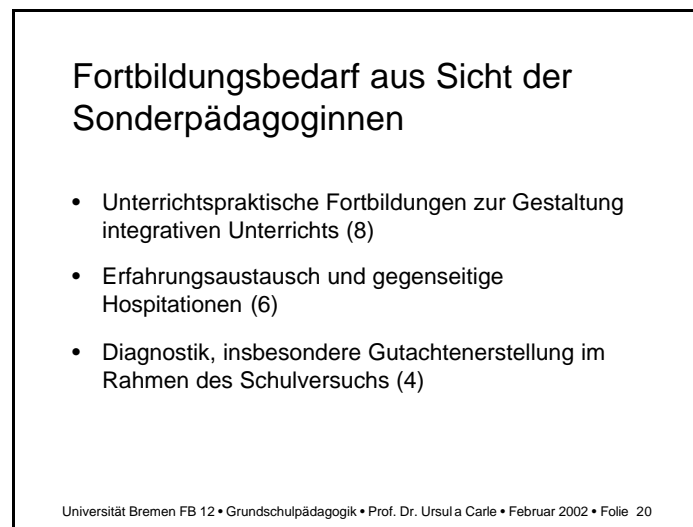 Fortbildungsbedarf aus Sicht der
Sonderpädagoginnen
• Unterrichtspraktische Fortbildungen zur Gestaltung
integrativen Unterrichts (8)
• Erfahrungsaustausch und gegenseitige
Hospitationen (6)
• Diagnostik, insbesondere Gutachtenerstellung im
Rahmen des Schulversuchs (4)
Universität Bremen FB 12 • Grundschulpädagogik • Prof. Dr. Ursula Carle • Februar 2002 • Folie 20